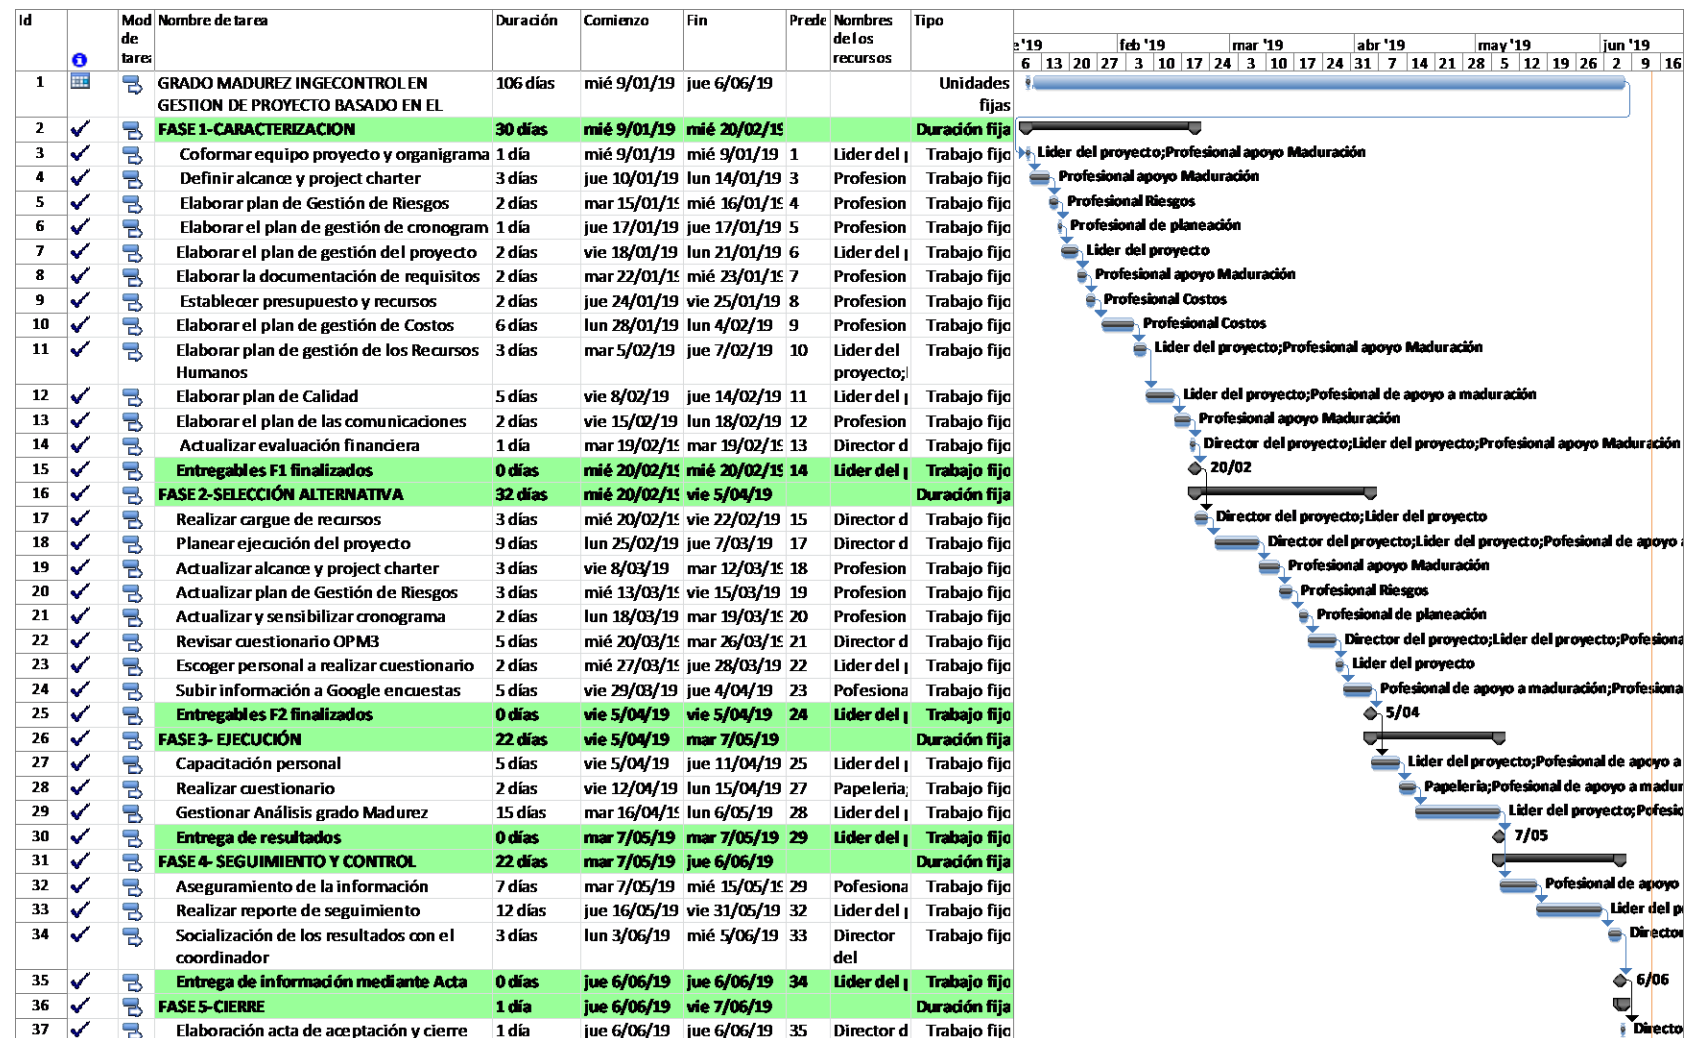 Id Mod de tarea Nombre de tarea Duración Comienzo Fin Prede Nombres de los recursos Tipo
e '19 feb '19 mar '19 abr '19 may '19 jun '19
6 13 20 27 3 10 17 24 3 10 17 24 31 7 14 21 28 5 12 19 26 2 9 16
1 GRADO MADUREZ INGECONTROL EN 106 días mié 9/01/19 jue 6/06/19 Unidades
GESTION DE PROYECTO BASADO EN EL fijas
2 FASE 1-CARACTERIZACION 30 días mié 9/01/19 mié 20/02/19 Duración fija
3 Coformar equipo proyecto y organigrama 1 día mié 9/01/19 mié 9/01/19 1 Lider del Trabajo fijo Lider del proyecto;Profesional apoyo Maduración
4 Definir alcance y project charter 3 días jue 10/01/19 lun 14/01/19 3 Profesion Trabajo fijo Profesional apoyo Maduración
5 Elaborar plan de Gestión de Riesgos 2 días mar 15/01/19 mié 16/01/19 4 Profesion Trabajo fijo Profesional Riesgos
6 Elaborar el plan de gestión de cronogram 1 día jue 17/01/19 jue 17/01/19 5 Profesion Trabajo fijo Profesional de planeación
7 Elaborar el plan de gestión del proyecto 2 días vie 18/01/19 lun 21/01/19 6 Lider del Trabajo fijo Lider del proyecto
8 Elaborar la documentación de requisitos 2 días mar 22/01/19 mié 23/01/19 7 Profesion Trabajo fijo Profesional apoyo Maduración
9 Establecer presupuesto y recursos 2 días jue 24/01/19 vie 25/01/19 8 Profesion Trabajo fijo Profesional Costos
10 Elaborar el plan de gestión de Costos 6 días lun 28/01/19 lun 4/02/19 9 Profesion Trabajo fijo Profesional Costos
11 Elaborar plan de gestión de los Recursos 3 días mar 5/02/19 jue 7/02/19 10 Lider del Trabajo fijo Lider del proyecto;Profesional apoyo Maduración
Humanos proyecto;
12 Elaborar plan de Calidad 5 días vie 8/02/19 jue 14/02/19 11 Lider del Trabajo fijo Lider del proyecto;Pofesional de apoyo a maduración
13 Elaborar el plan de las comunicaciones 2 días vie 15/02/19 lun 18/02/19 12 Profesion Trabajo fijo Profesional apoyo Maduración
14 Actualizar evaluación financiera 1 día mar 19/02/19 mar 19/02/19 13 Director d Trabajo fijo Director del proyecto;Lider del proyecto;Profesional apoyo Maduración
15 Entregables F1 finalizados 0 días mié 20/02/19 mié 20/02/19 14 Lider del Trabajo fijo 20/02
16 FASE 2-SELECCIÓN ALTERNATIVA 32 días mié 20/02/19 vie 5/04/19 Duración fija
17 Realizar cargue de recursos 3 días mié 20/02/19 vie 22/02/19 15 Director d Trabajo fijo Director del proyecto;Lider del proyecto
18 Planear ejecución del proyecto 9 días lun 25/02/19 jue 7/03/19 17 Director d Trabajo fijo Director del proyecto;Lider del proyecto;Pofesional de apoyo
19 Actualizar alcance y project charter 3 días vie 8/03/19 mar 12/03/19 18 Profesion Trabajo fijo Profesional apoyo Maduración
20 Actualizar plan de Gestión de Riesgos 3 días mié 13/03/19 vie 15/03/19 19 Profesion Trabajo fijo Profesional Riesgos
21 Actualizar y sensibilizar cronograma 2 días lun 18/03/19 mar 19/03/19 20 Profesion Trabajo fijo Profesional de planeación
22 Revisar cuestionario OPM3 5 días mié 20/03/19 mar 26/03/19 21 Director d Trabajo fijo Director del proyecto;Lider del proyecto;Pofesiona
23 Escoger personal a realizar cuestionario 2 días mié 27/03/19 jue 28/03/19 22 Lider del Trabajo fijo Lider del proyecto
24 Subir información a Google encuestas 5 días vie 29/03/19 jue 4/04/19 23 Pofesiona Trabajo fijo Pofesional de apoyo a maduración;Profesiona
25 Entregables F2 finalizados 0 días vie 5/04/19 vie 5/04/19 24 Lider del Trabajo fijo 5/04
26 FASE 3- EJECUCIÓN 22 días vie 5/04/19 mar 7/05/19 Duración fija
27 Capacitación personal 5 días vie 5/04/19 jue 11/04/19 25 Lider del Trabajo fijo Lider del proyecto;Pofesional de apoyo a
28 Realizar cuestionario 2 días vie 12/04/19 lun 15/04/19 27 Papeleria; Trabajo fijo Papeleria;Pofesional de apoyo a madur
29 Gestionar Análisis grado Madurez 15 días mar 16/04/19 lun 6/05/19 28 Lider del Trabajo fijo Lider del proyecto;Pofesio
30 Entrega de resultados 0 días mar 7/05/19 mar 7/05/19 29 Lider del Trabajo fijo 7/05
31 FASE 4- SEGUIMIENTO Y CONTROL 22 días mar 7/05/19 jue 6/06/19 Duración fija
32 Aseguramiento de la información 7 días mar 7/05/19 mié 15/05/19 29 Pofesiona Trabajo fijo Pofesional de apoyo
33 Realizar reporte de seguimiento 12 días jue 16/05/19 vie 31/05/19 32 Lider del Trabajo fijo Lider del p
34 Socialización de los resultados con el 3 días lun 3/06/19 mié 5/06/19 33 Director Trabajo fijo Director
coordinador del
35 Entrega de información mediante Acta 0 días jue 6/06/19 jue 6/06/19 34 Lider del Trabajo fijo 6/06
36 FASE 5-CIERRE 1 día jue 6/06/19 vie 7/06/19 Duración fija
37 Elaboración acta de aceptación y cierre 1 día jue 6/06/19 jue 6/06/19 35 Director d Trabajo fijo Directo